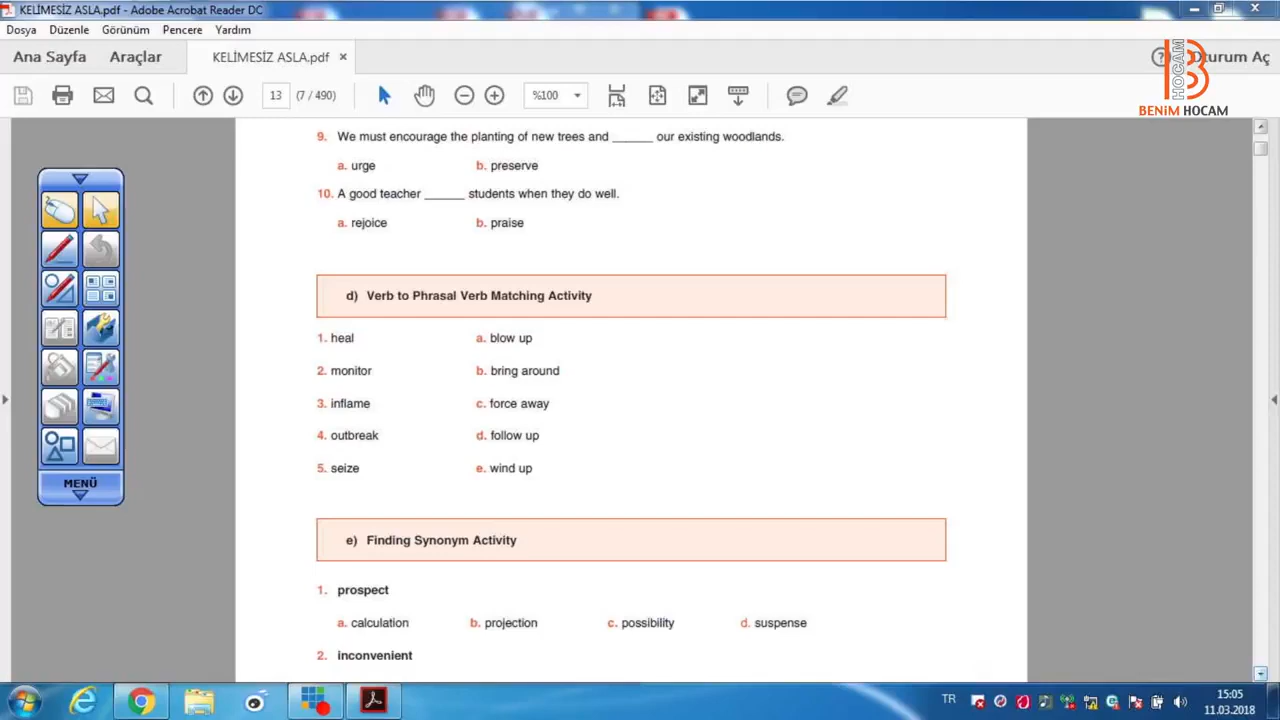 KELİMESİZ ASLA.pdf - Adobe Acrobat Reader DC
Dosya Düzenle Görünüm Pencere Yardım
Ana Sayfa Araçlar KELİMESİZ ASLA.pdf × ? Oturum Aç
13 (7 / 490) %100
HOCAM
BENiM HOCAM
9. We must encourage the planting of new trees and ______ our existing woodlands.
a. urge b. preserve
10. A good teacher ______ students when they do well.
a. rejoice b. praise
d) Verb to Phrasal Verb Matching Activity
1. heal a. blow up
2. monitor b. bring around
3. inflame c. force away
4. outbreak d. follow up
5. seize e. wind up
MENÜ
e) Finding Synonym Activity
1. prospect
a. calculation b. projection c. possibility d. suspense
2. inconvenient
TR 15:05
11.03.2018